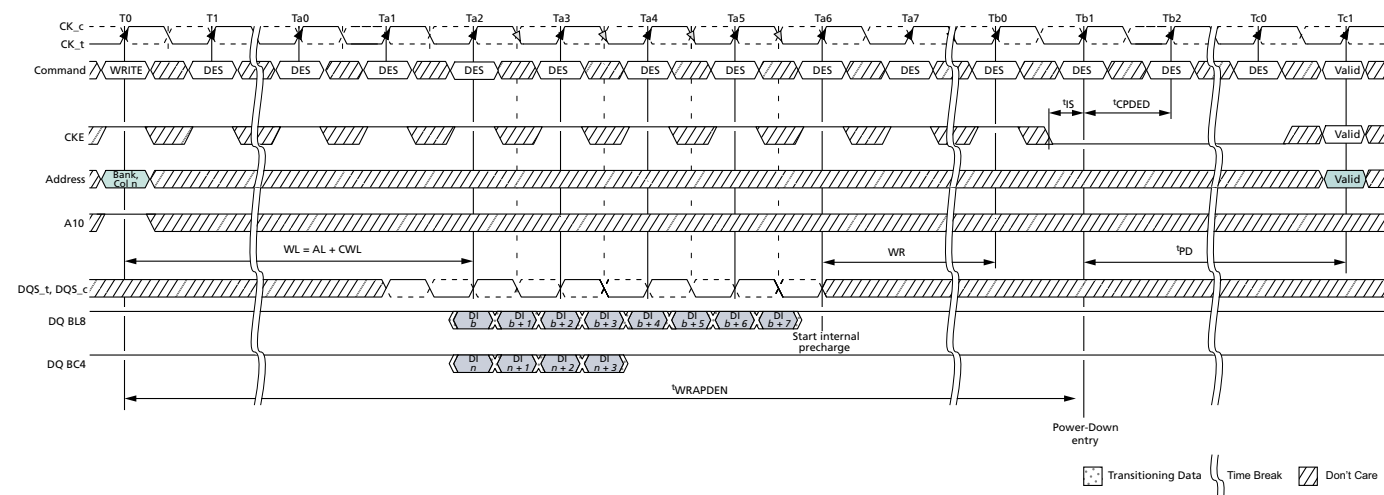 T0 T1 Ta0 Ta1 Ta2 Ta3 Ta4 Ta5 Ta6 Ta7 Tb0 Tb1 Tb2 Tc0 Tc1
CK_c
CK_t
Command WRITE DES DES DES DES DES DES DES DES DES DES DES DES DES Valid
tIS tCPDED
CKE Valid
Address Bank, Col n Valid
A10
WL = AL + CWL WR tPD
DQS_t, DQS_c
DQ BL8 DI b DI b + 1 DI b + 2 DI b + 3 DI b + 4 DI b + 5 DI b + 6 DI b + 7
Start internal
precharge
DQ BC4 DI n DI n + 1 DI n + 2 DI n + 3
tWRAPDEN
Power-Down
entry
Transitioning Data Time Break Don't Care